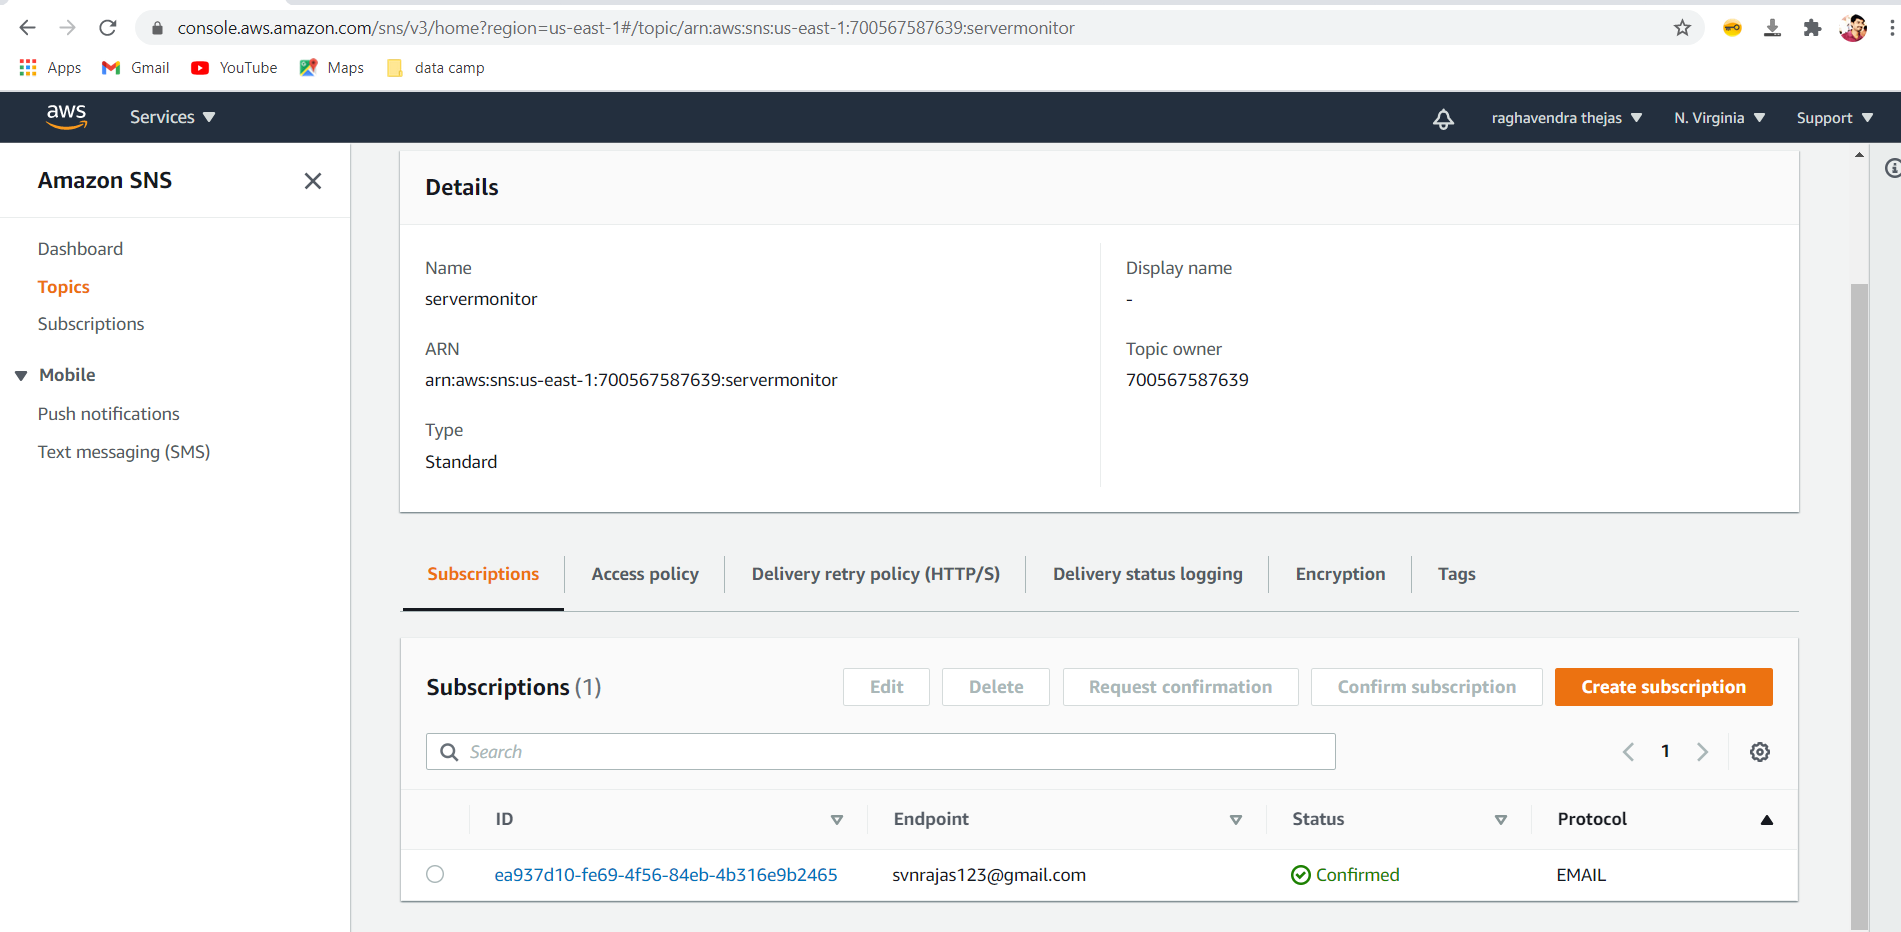 console.aws.amazon.com/sns/v3/home?region=us-east-1#/topic/arn:aws:sns:us-east-1:700567587639:servermonitor
Apps Gmail YouTube Maps data camp
aws Services raghavendra thejas N. Virginia Support
Amazon SNS
Dashboard
Topics
Subscriptions
Mobile
Push notifications
Text messaging (SMS)
Details
Name
servermonitor
ARN
arn:aws:sns:us-east-1:700567587639:servermonitor
Type
Standard
Display name
-
Topic owner
700567587639
Subscriptions Access policy Delivery retry policy (HTTP/S) Delivery status logging Encryption Tags
Subscriptions (1) Edit Delete Request confirmation Confirm subscription Create subscription
Search 1
ID Endpoint Status Protocol
ea937d10-fe69-4f56-84eb-4b316e9b2465 svnrajas123@gmail.com Confirmed EMAIL